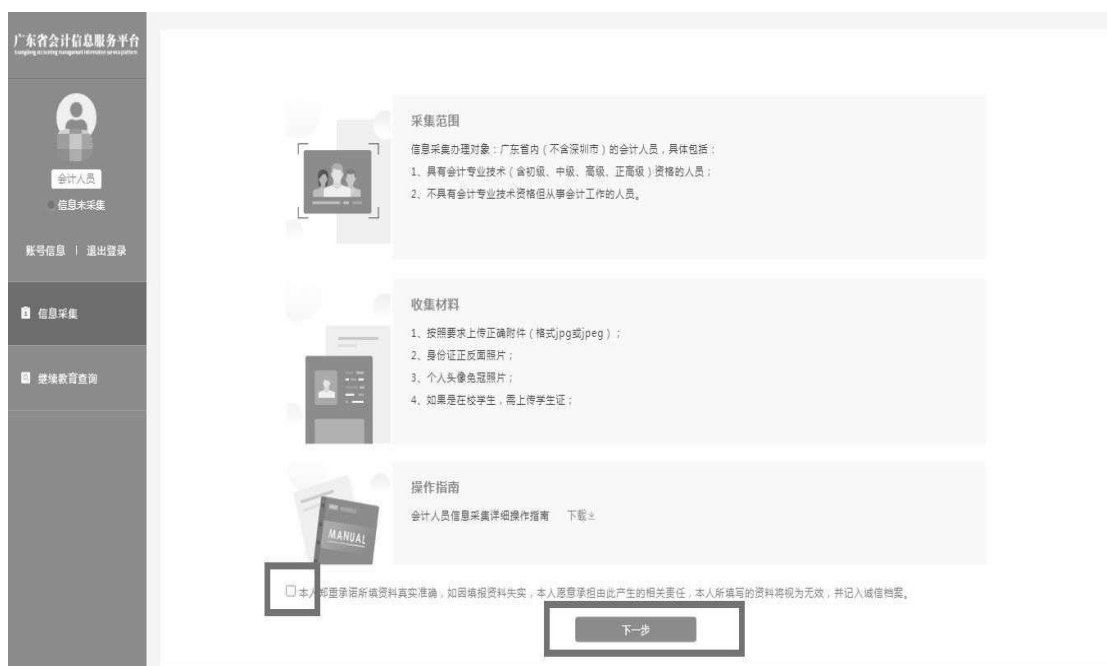 广东省会计信息服务平台
会计人员
信息未采集
账号信息 | 退出登录
信息采集
继续教育查询
采集范围
信息采集办理对象：广东省内（不含深圳市）的会计人员，具体包括：
1、具有会计专业技术（含初级、中级、高级、正高级）资格的人员；
2、不具有会计专业技术资格但从事会计工作的人员。
收集材料
1、按照要求上传正确附件（格式jpg或jpeg）；
2、身份证正反面照片；
3、个人头像免冠照片；
4、如果是在校学生，需上传学生证；
操作指南
会计人员信息采集详细操作指南 下载
MANUAL
本人郑重承诺所填资料真实准确，如因填报资料失实，本人愿意承担由此产生的相关责任，本人所填写的资料将视为无效，并记入诚信档案。
下一步